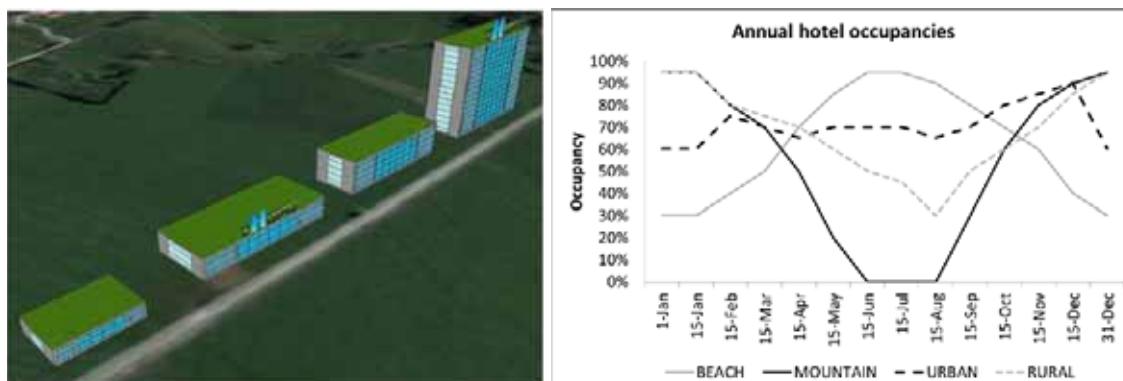 Annual hotel occupancies
Occupancy
100%
90%
80%
70%
60%
50%
40%
30%
20%
10%
0%
1-Jan
15-Jan
15-Feb
15-Mar
15-Apr
15-May
15-Jun
15-Jul
15-Aug
15-Sep
15-Oct
15-Nov
15-Dec
31-Dec
BEACH MOUNTAIN URBAN RURAL